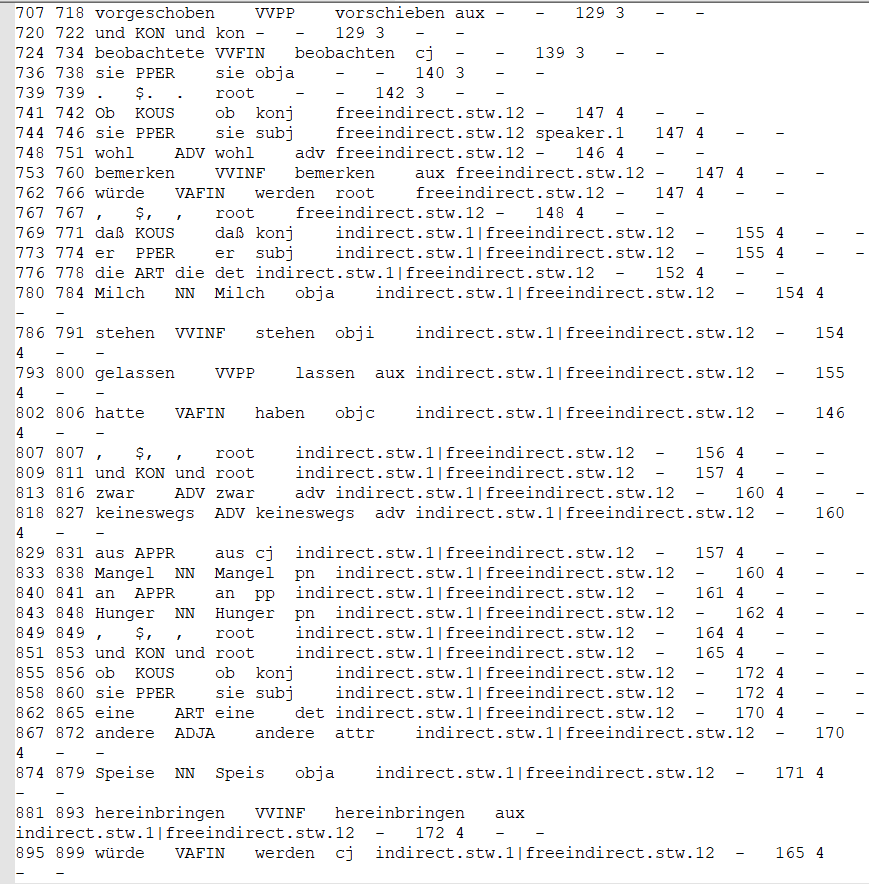 707 718 vorgeschoben VVPP vorschieben aux - - 129 3 - -
720 722 und KON und kon - - 129 3 - -
724 734 beobachtete VVFIN beobachten cj - - 139 3 - -
736 738 sie PPER sie obja - - 140 3 - -
739 739 . $. . root - - 142 3 - -
741 742 Ob KOUS ob konj freeindirect.stw.12 - 147 4 - -
744 746 sie PPER sie subj freeindirect.stw.12 speaker.1 147 4 - -
748 751 wohl ADV wohl adv freeindirect.stw.12 - 146 4 - -
753 760 bemerken VVINF bemerken aux freeindirect.stw.12 - 147 4 - -
762 766 würde VAFIN werden root freeindirect.stw.12 - 147 4 - -
767 767 , $, , root freeindirect.stw.12 - 148 4 - -
769 771 daß KOUS daß konj indirect.stw.1|freeindirect.stw.12 - 155 4 - -
773 774 er PPER er subj indirect.stw.1|freeindirect.stw.12 - 155 4 - -
776 778 die ART die det indirect.stw.1|freeindirect.stw.12 - 152 4 - -
780 784 Milch NN Milch obja indirect.stw.1|freeindirect.stw.12 - 154 4
- -
786 791 stehen VVINF stehen obji indirect.stw.1|freeindirect.stw.12 - 154
4 - -
793 800 gelassen VVPP lassen aux indirect.stw.1|freeindirect.stw.12 - 155
4 - -
802 806 hatte VAFIN haben objc indirect.stw.1|freeindirect.stw.12 - 146
4 - -
807 807 , $, , root indirect.stw.1|freeindirect.stw.12 - 156 4 - -
809 811 und KON und root indirect.stw.1|freeindirect.stw.12 - 157 4 - -
813 816 zwar ADV zwar adv indirect.stw.1|freeindirect.stw.12 - 160 4 - -
818 827 keineswegs ADV keineswegs adv indirect.stw.1|freeindirect.stw.12 - 160
4 - -
829 831 aus APPR aus cj indirect.stw.1|freeindirect.stw.12 - 157 4 - -
833 838 Mangel NN Mangel pn indirect.stw.1|freeindirect.stw.12 - 160 4 - -
840 841 an APPR an pp indirect.stw.1|freeindirect.stw.12 - 161 4 - -
843 848 Hunger NN Hunger pn indirect.stw.1|freeindirect.stw.12 - 162 4 - -
849 849 , $, , root indirect.stw.1|freeindirect.stw.12 - 164 4 - -
851 853 und KON und root indirect.stw.1|freeindirect.stw.12 - 165 4 - -
855 856 ob KOUS ob konj indirect.stw.1|freeindirect.stw.12 - 172 4 - -
858 860 sie PPER sie subj indirect.stw.1|freeindirect.stw.12 - 172 4 - -
862 865 eine ART eine det indirect.stw.1|freeindirect.stw.12 - 170 4 - -
867 872 andere ADJA andere attr indirect.stw.1|freeindirect.stw.12 - 170
4 - -
874 879 Speise NN Speis obja indirect.stw.1|freeindirect.stw.12 - 171 4
- -
881 893 hereinbringen VVINF hereinbringen aux
indirect.stw.1|freeindirect.stw.12 - 172 4 - -
895 899 würde VAFIN werden cj indirect.stw.1|freeindirect.stw.12 - 165 4
- -